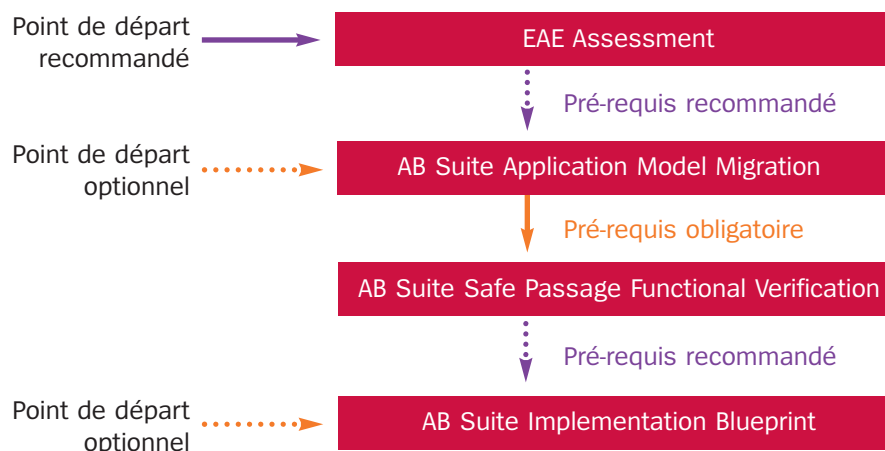 Point de départ
recommandé
EAE Assessment
Pré-requis recommandé
Point de départ
optionnel
AB Suite Application Model Migration
Pré-requis obligatoire
AB Suite Safe Passage Functional Verification
Pré-requis recommandé
Point de départ
optionnel
AB Suite Implementation Blueprint